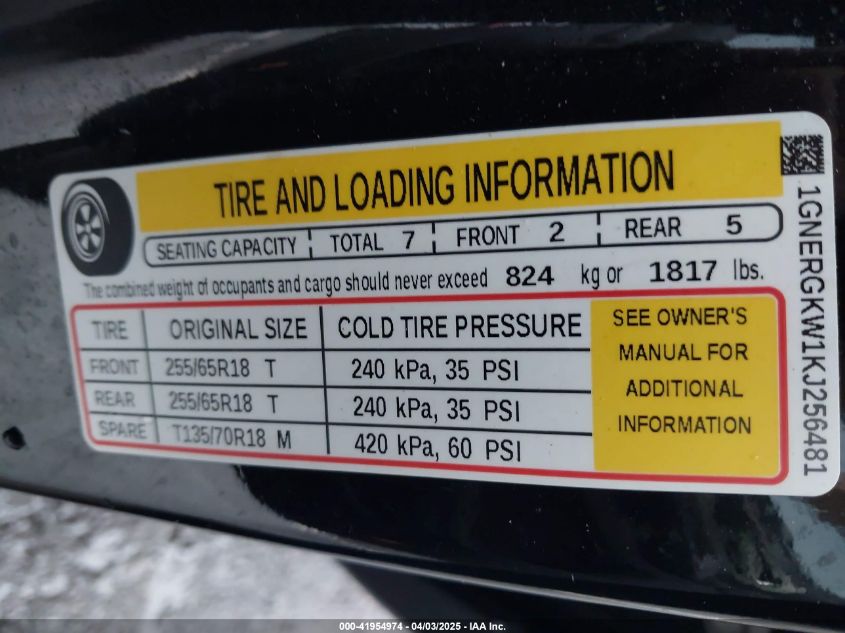 TIRE AND LOADING INFORMATION
SEATING CAPACITY TOTAL 7 FRONT 2 REAR 5
The combined weight of occupants and cargo should never exceed 824 kg or 1817 lbs.
TIRE ORIGINAL SIZE COLD TIRE PRESSURE
FRONT 255/65R18 T 240 kPa, 35 PSI
REAR 255/65R18 T 240 kPa, 35 PSI
SPARE T135/70R18 M 420 kPa, 60 PSI
SEE OWNER'S
MANUAL FOR
ADDITIONAL
INFORMATION
1GNERGKW1KJ256481
000-41954974 - 04/03/2025 - IAA Inc.